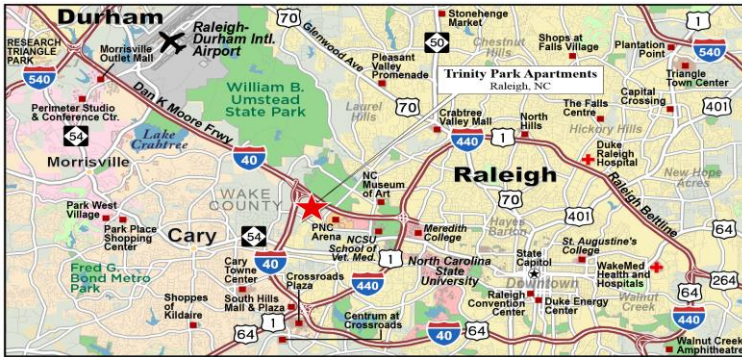 Durham
70
Raleigh-
Durham Intl.
Airport
Glenwood Ave
Stonehenge
Market
50
Chestnut
Hills
Shops at
Falls Village
1
Plantation
Point
540
RESEARCH
TRIANGLE
PARK
Morrisville
Outlet Mall
540
Pleasant
Valley
Promenade
Trinity Park Apartments
Raleigh, NC
Triangle
Town Center
Perimeter Studio
& Conference Ctr.
Dan K Moore Frwy
William B.
Umstead
State Park
Laurel
Hills
70
Crabtree
Valley Mall
The Falls
Centre
Capital
Crossing
401
54
Lake
Crabtree
440
1
North
Hills
Hickory Hills
Morrisville
40
Duke
Raleigh
Hospital
New Hope
Acres
WAKE
COUNTY
NC
Museum
of Art
Raleigh
70
Raleigh Beltline
Park West
Village
Park Place
Shopping
Center
Cary
54
PNC
Arena
NCSU
School of
Vet. Med.
Meredith
College
Hayes
Barton
401
40
1
North Carolina
State
University
State
Capitol
St. Augustine's
College
Fred G.
Bond Metro
Park
Cary
Towne
Center
Crossroads
Plaza
440
Downtown
WakeMed
Health and
Hospitals
264
64
Shoppes
of
Kildaire
South Hills
Mall & Plaza
Raleigh
Convention
Center
Duke Energy
Center
Walnut
Creek
64
1
Centrum at
Crossroads
40
64
440
Walnut Creek
Amphitheatre